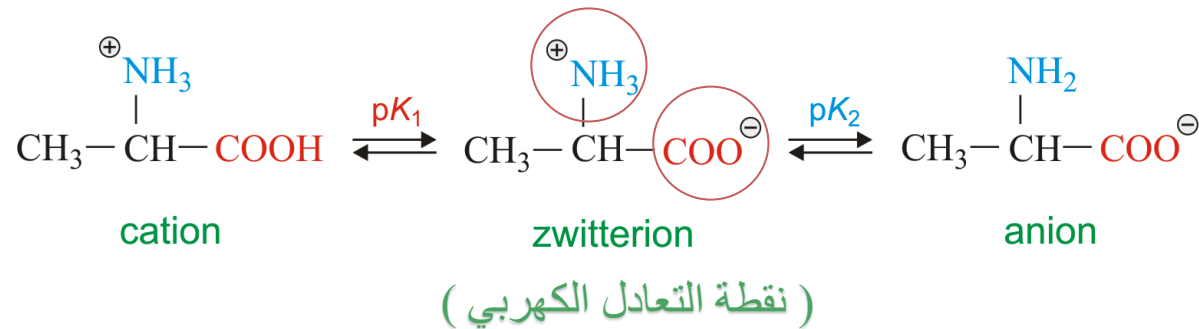 ⊕NH₃ ⊕NH₃ NH₂
CH₃—CH—COOH pK₁ CH₃—CH—COO⊖ pK₂ CH₃—CH—COO⊖
cation zwitterion anion
( نقطة التعادل الكهربي )